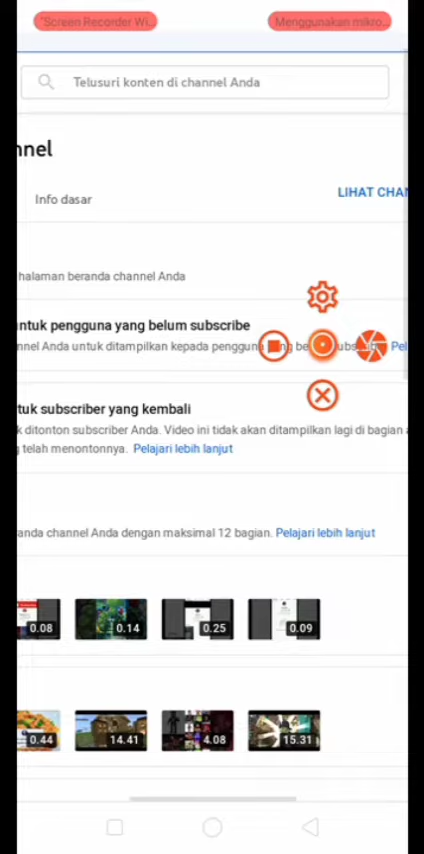 "Screen Recorder Wi.. Menggunakan mikro..
Telusuri konten di channel Anda
nnel
Info dasar LIHAT CHAN
halaman beranda channel Anda
untuk pengguna yang belum subscribe
nnel Anda untuk ditampilkan kepada pengguna yang belum subscribe. Pel
tuk subscriber yang kembali
k ditonton subscriber Anda. Video ini tidak akan ditampilkan lagi di bagian a
g telah menontonnya. Pelajari lebih lanjut
anda channel Anda dengan maksimal 12 bagian. Pelajari lebih lanjut
0.08 0.14 0.25 0.09
0.44 14.41 4.08 15.31